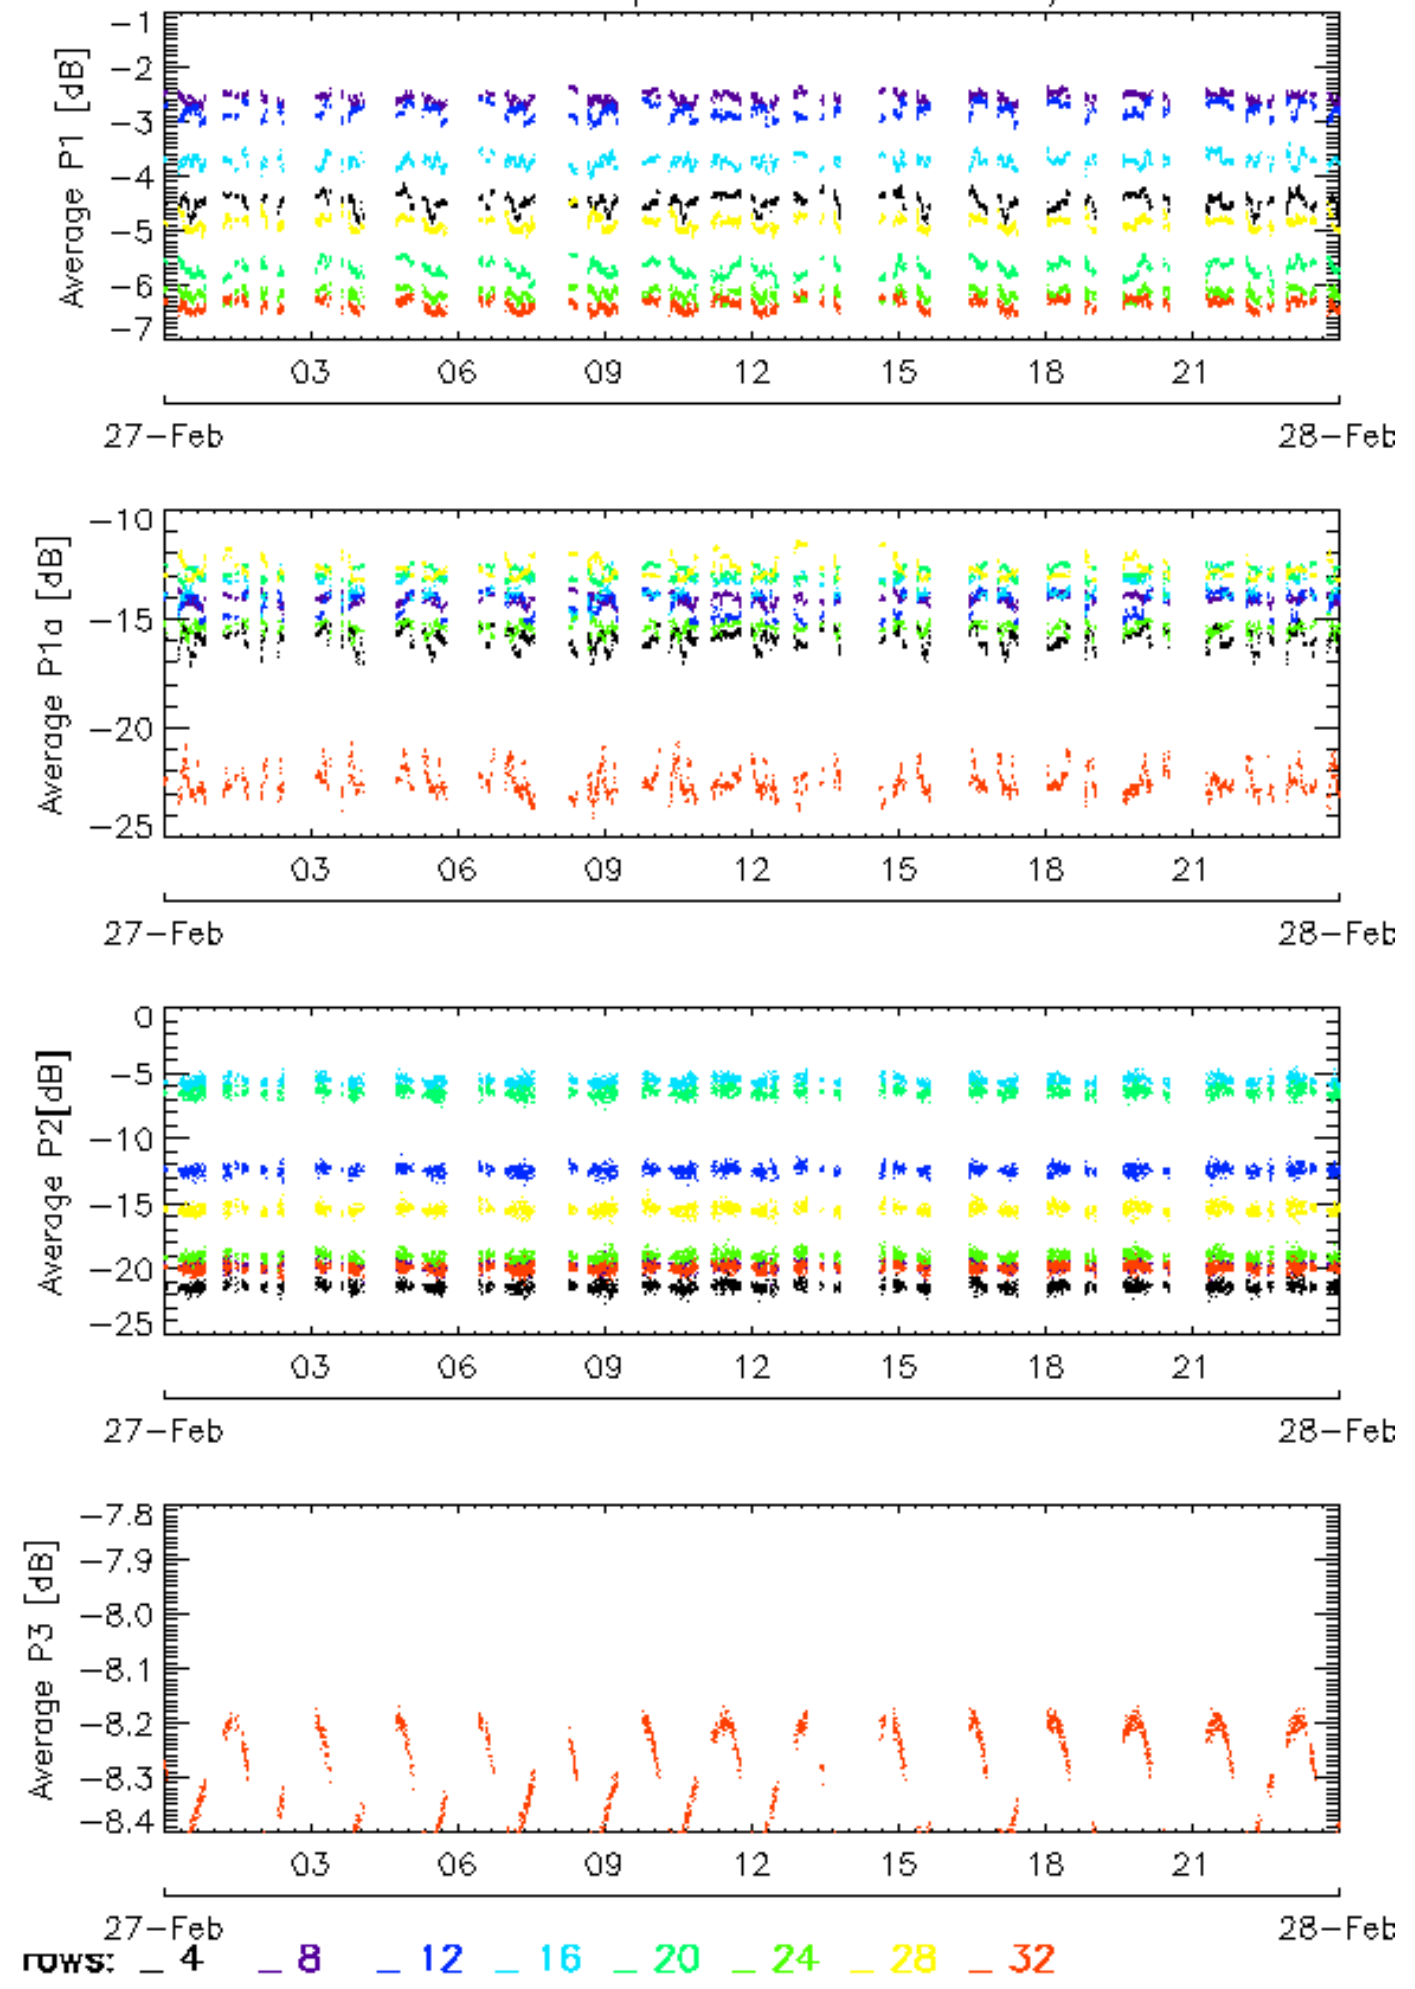 Average P1 [dB]
-1
-2
-3
-4
-5
-6
-7
03 06 09 12 15 18 21
27-Feb 28-Feb
Average P1a [dB]
-10
-15
-20
-25
03 06 09 12 15 18 21
27-Feb 28-Feb
Average P2[dB]
0
-5
-10
-15
-20
-25
03 06 09 12 15 18 21
27-Feb 28-Feb
Average P3 [dB]
-7.8
-7.9
-8.0
-8.1
-8.2
-8.3
-8.4
03 06 09 12 15 18 21
27-Feb 28-Feb
rows: _ 4 _ 8 _ 12 _ 16 _ 20 _ 24 _ 28 _ 32